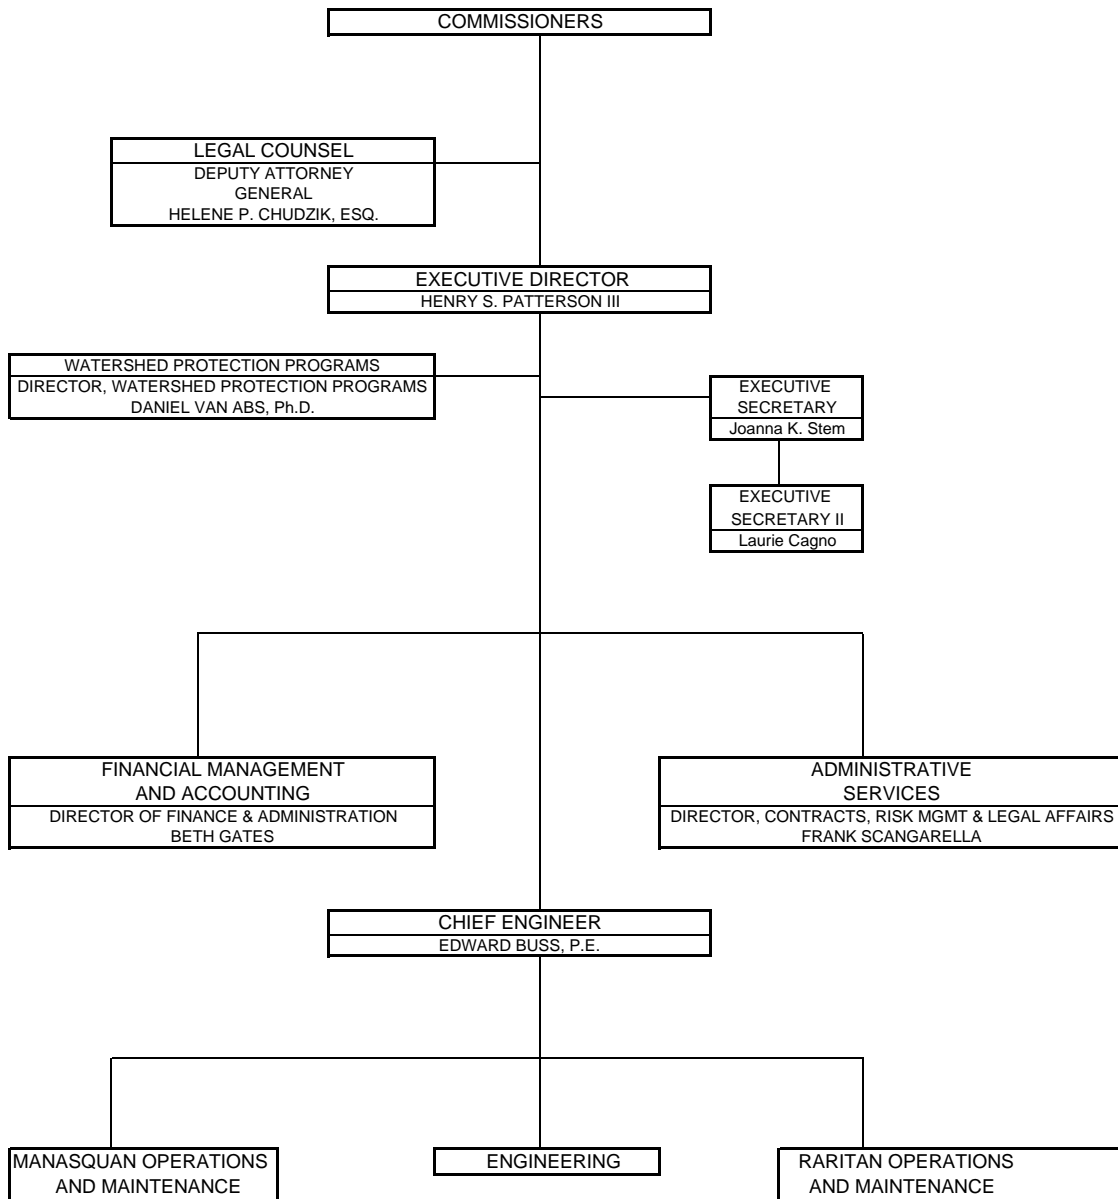 COMMISSIONERS
LEGAL COUNSEL
DEPUTY ATTORNEY
GENERAL
HELENE P. CHUDZIK, ESQ.
EXECUTIVE DIRECTOR
HENRY S. PATTERSON III
WATERSHED PROTECTION PROGRAMS
DIRECTOR, WATERSHED PROTECTION PROGRAMS
DANIEL VAN ABS, Ph.D.
EXECUTIVE
SECRETARY
Joanna K. Stem
EXECUTIVE
SECRETARY II
Laurie Cagno
FINANCIAL MANAGEMENT
AND ACCOUNTING
DIRECTOR OF FINANCE & ADMINISTRATION
BETH GATES
ADMINISTRATIVE
SERVICES
DIRECTOR, CONTRACTS, RISK MGMT & LEGAL AFFAIRS
FRANK SCANGARELLA
CHIEF ENGINEER
EDWARD BUSS, P.E.
MANASQUAN OPERATIONS
AND MAINTENANCE
ENGINEERING
RARITAN OPERATIONS
AND MAINTENANCE